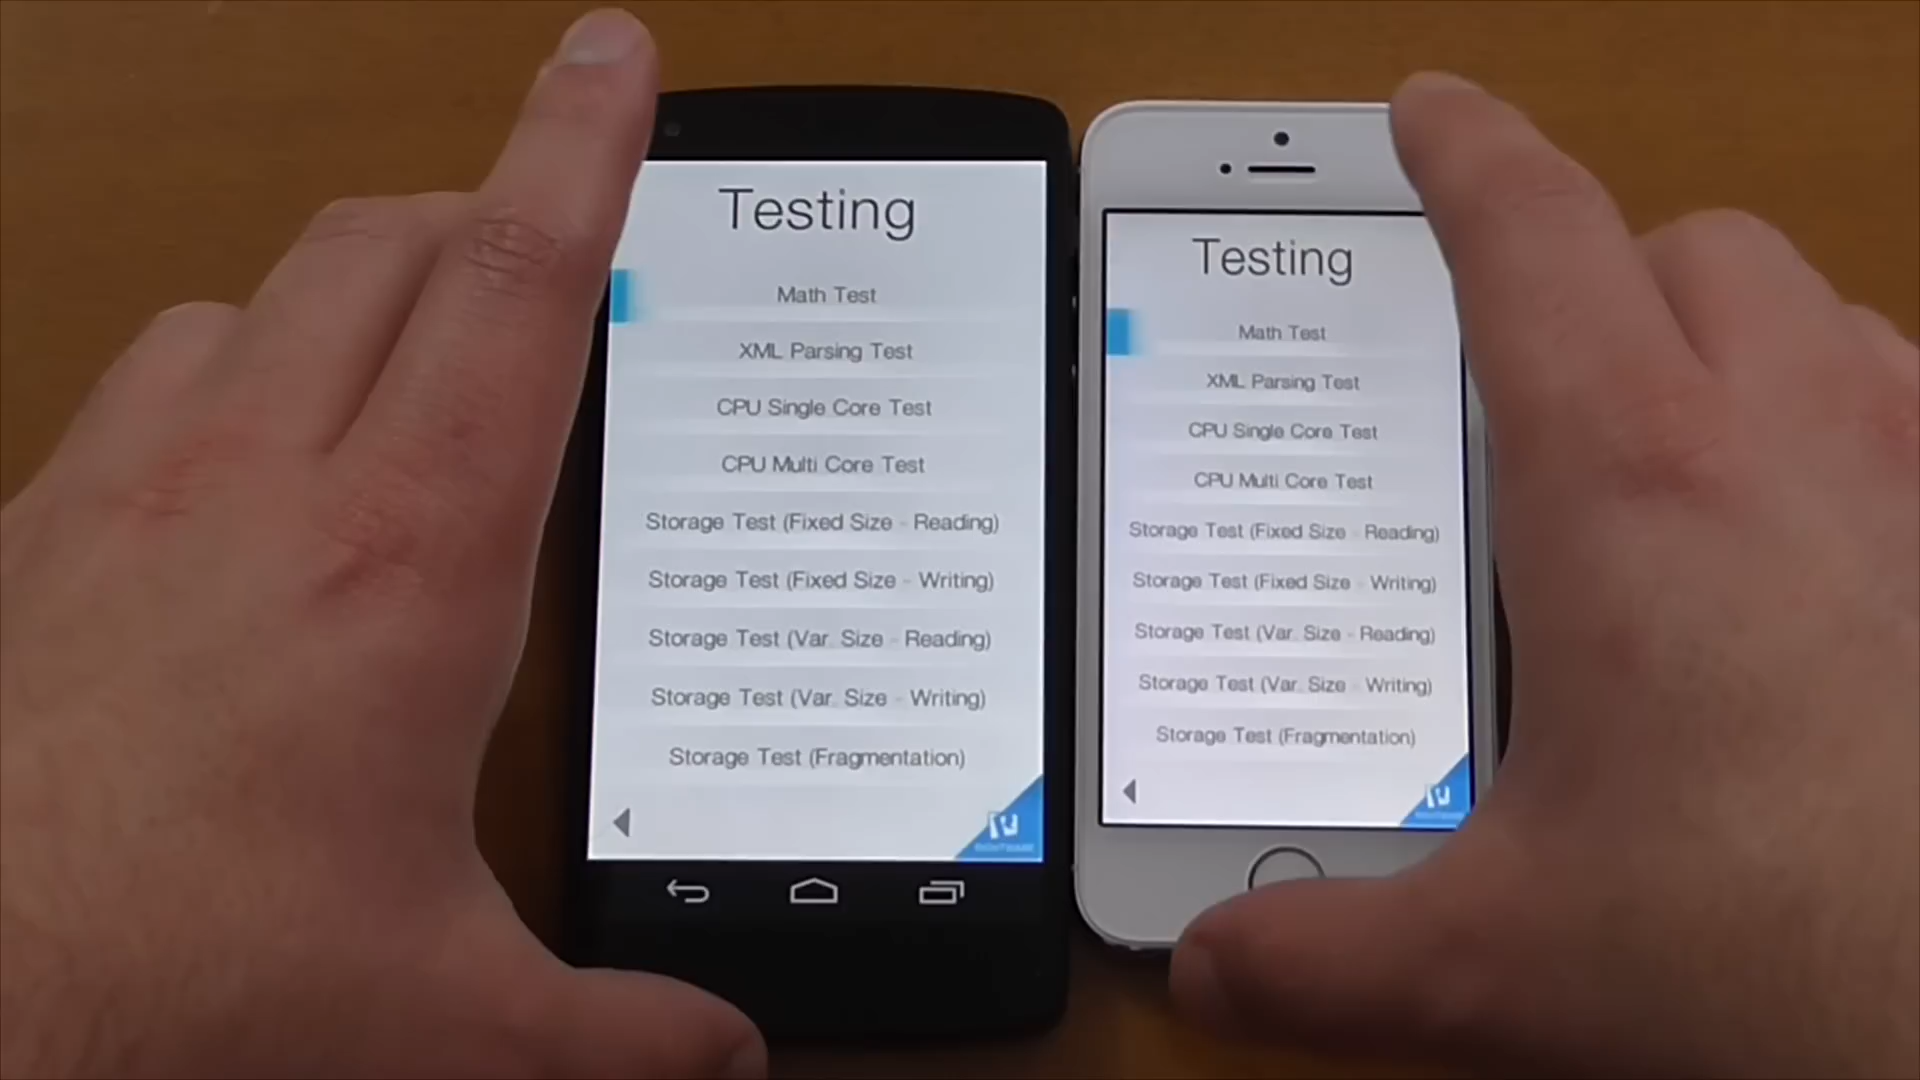 Testing
Math Test
XML Parsing Test
CPU Single Core Test
CPU Multi Core Test
Storage Test (Fixed Size - Reading)
Storage Test (Fixed Size - Writing)
Storage Test (Var. Size - Reading)
Storage Test (Var. Size - Writing)
Storage Test (Fragmentation)
Testing
Math Test
XML Parsing Test
CPU Single Core Test
CPU Multi Core Test
Storage Test (Fixed Size - Reading)
Storage Test (Fixed Size - Writing)
Storage Test (Var. Size - Reading)
Storage Test (Var. Size - Writing)
Storage Test (Fragmentation)